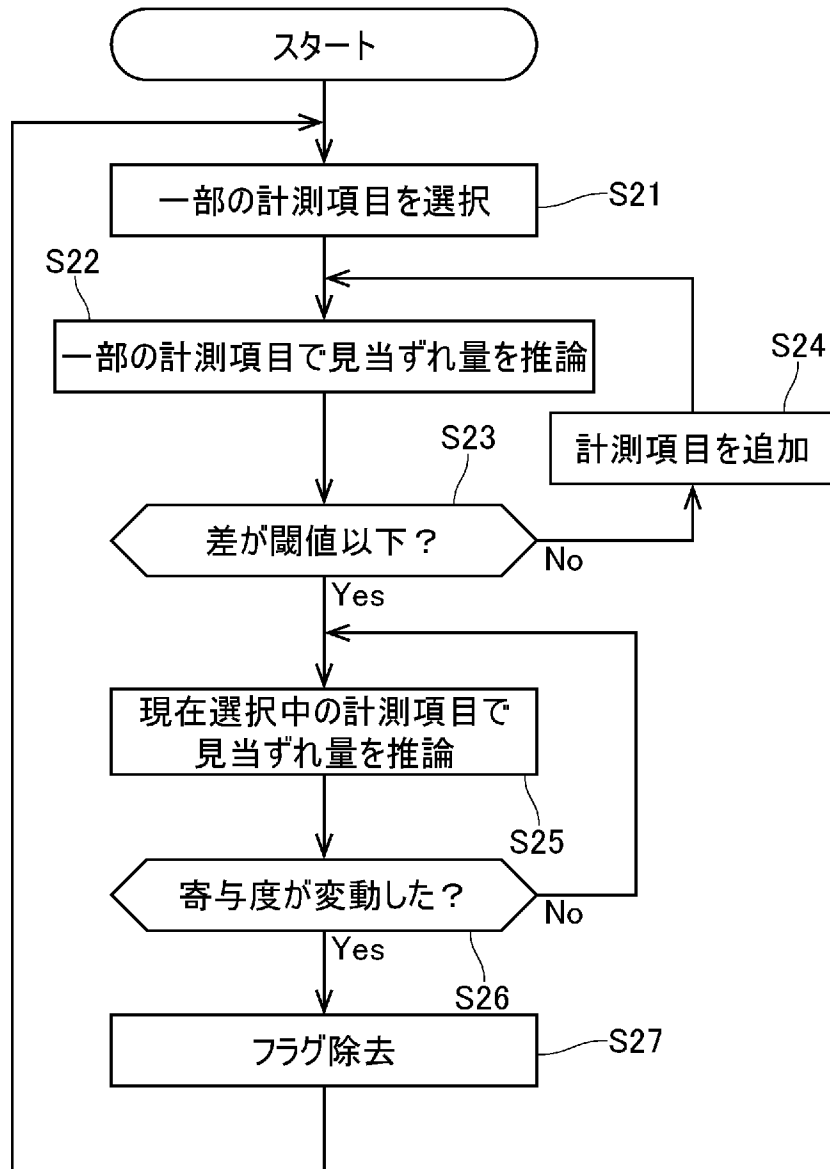 スタート
一部の計測項目を選択
S21
S22
一部の計測項目で見当ずれ量を推論
S24
計測項目を追加
S23
差が閾値以下？
No
Yes
現在選択中の計測項目で
見当ずれ量を推論
S25
寄与度が変動した？
No
Yes
S26
フラグ除去
S27